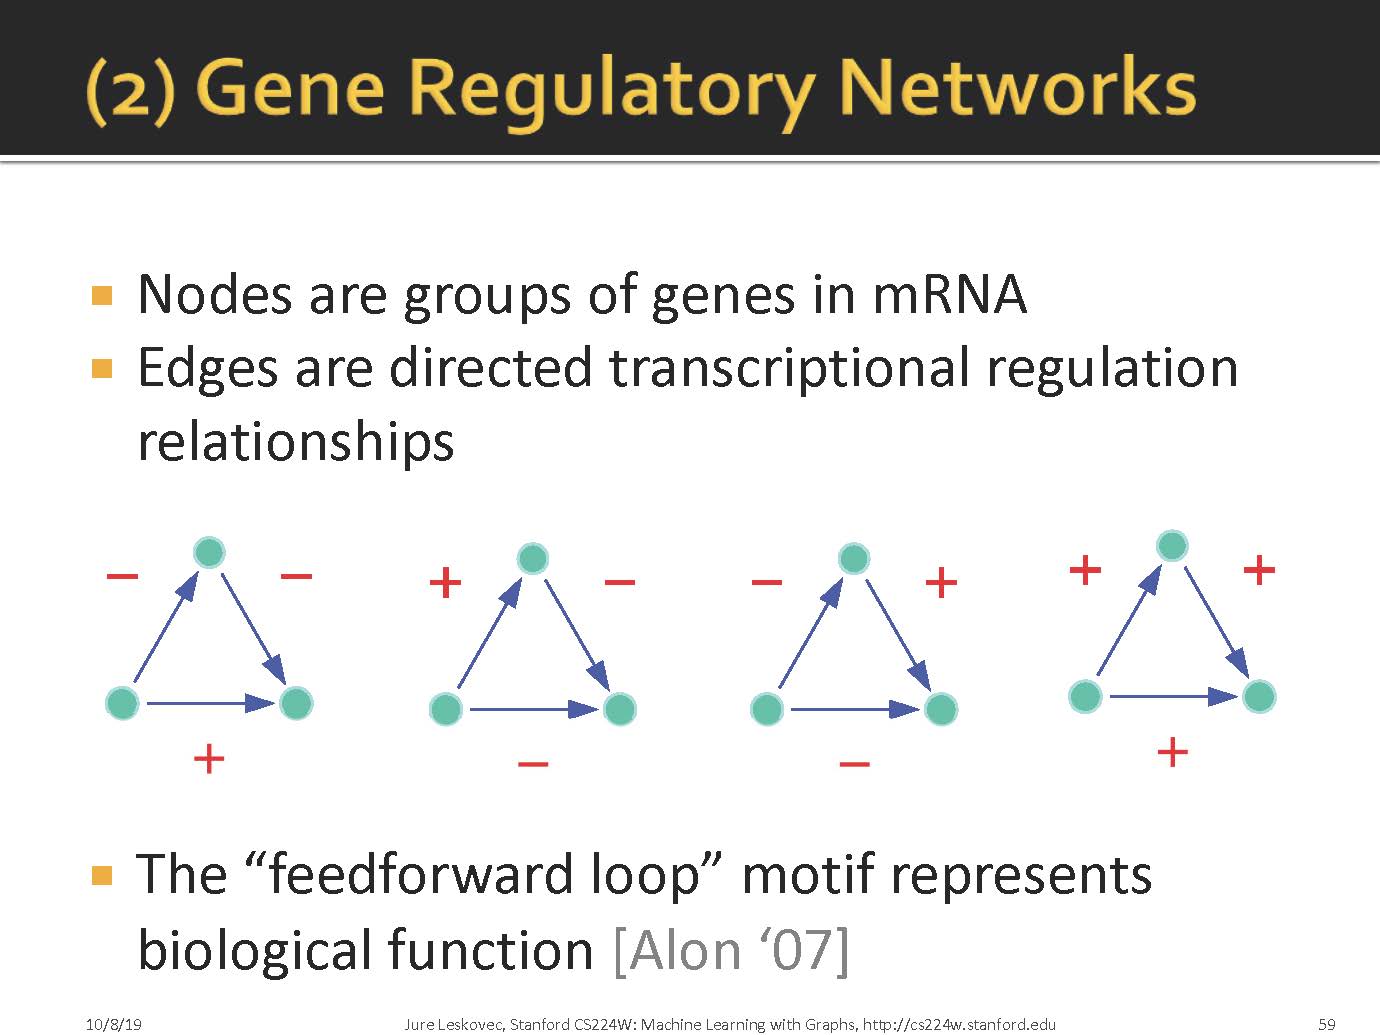 (2) Gene Regulatory Networks
Nodes are groups of genes in mRNA
Edges are directed transcriptional regulation
relationships
− − + − − + + +
+ − − +
The “feedforward loop” motif represents
biological function [Alon ‘07]
10/8/19 Jure Leskovec, Stanford CS224W: Machine Learning with Graphs, http://cs224w.stanford.edu 59